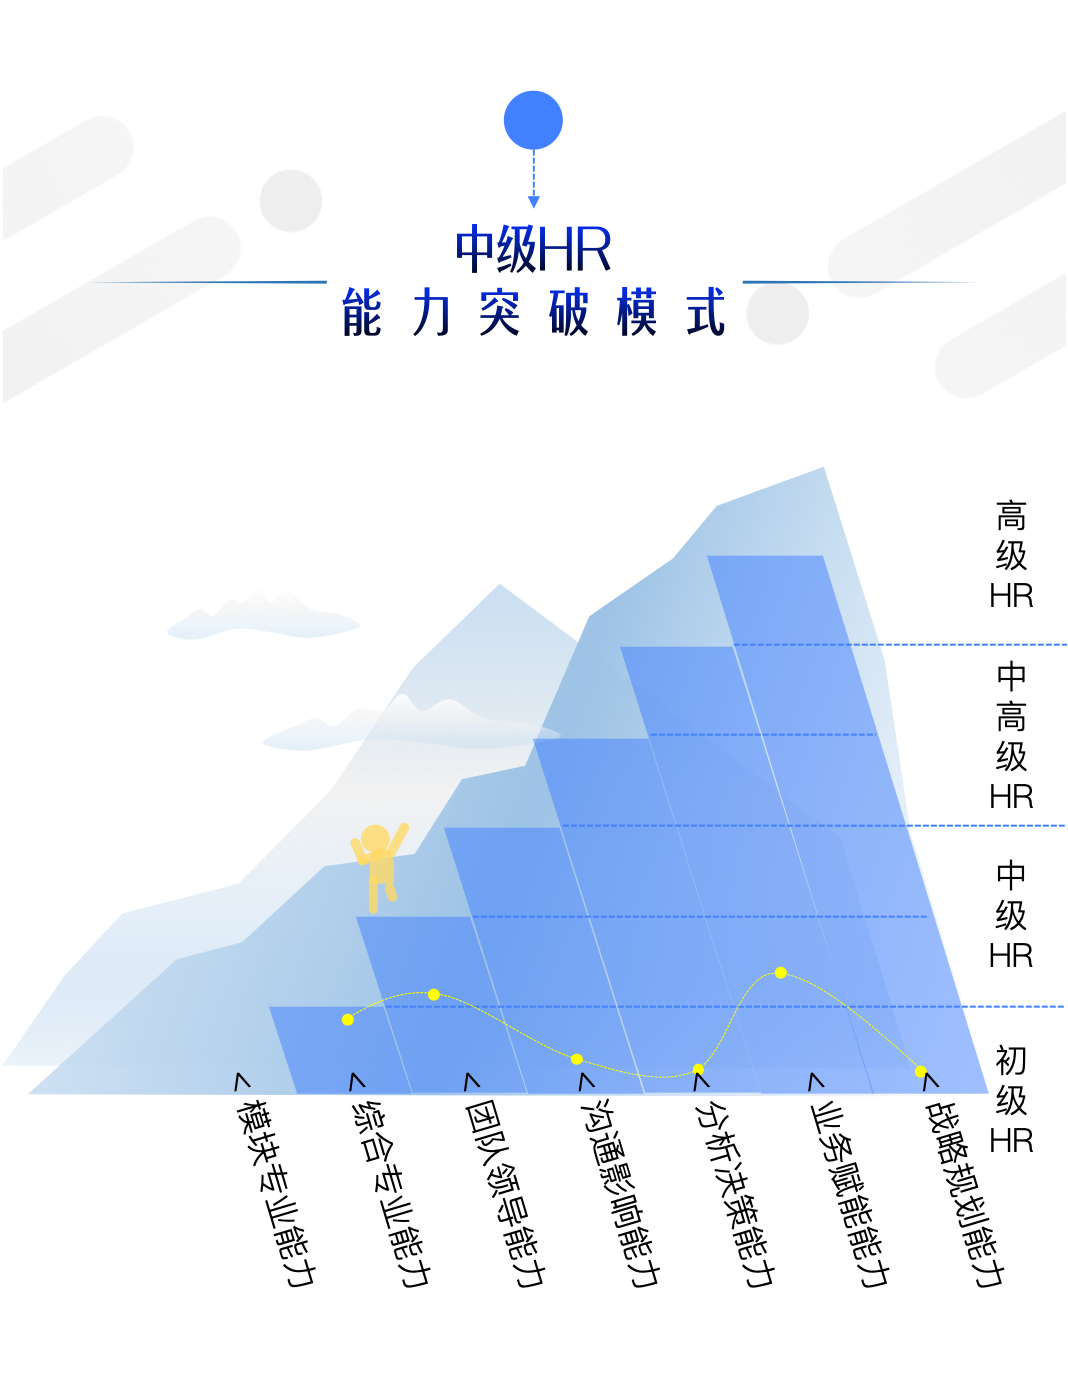 中级HR
能力突破模式
高级HR
中高级HR
中级HR
初级HR
<模块专业能力
<综合专业能力
<团队领导能力
<沟通影响能力
<分析决策能力
<业务赋能能力
<战略规划能力